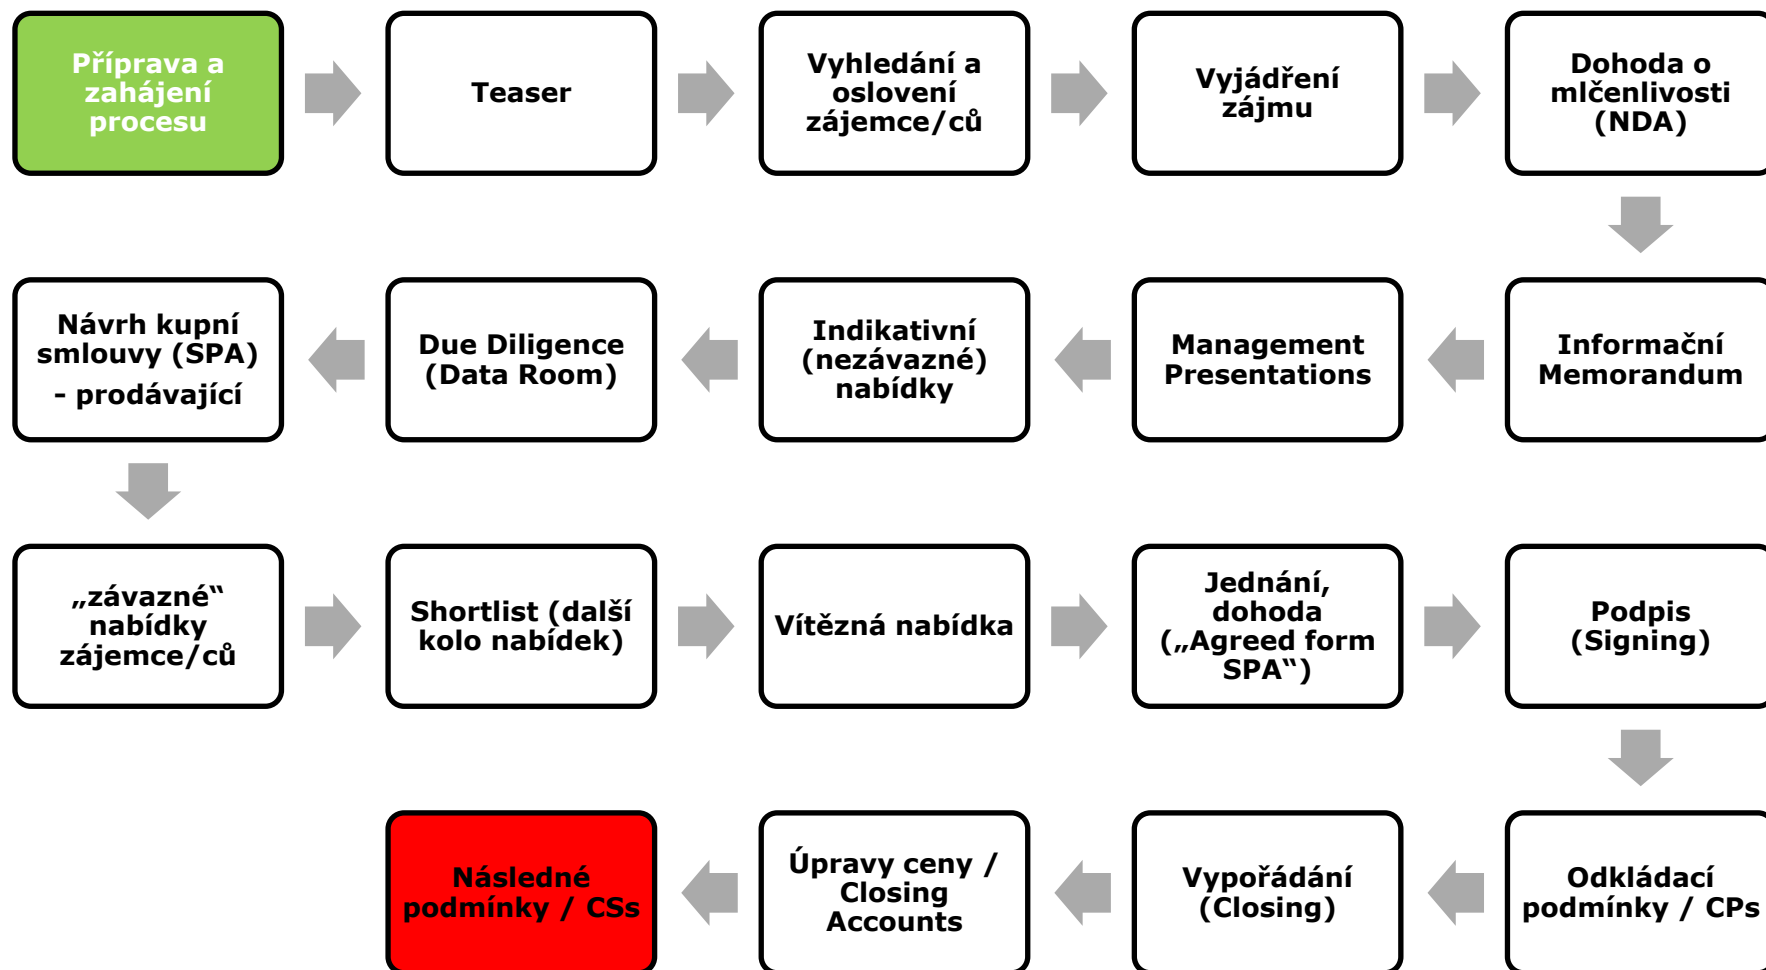 Příprava a
zahájení
procesu
Teaser
Vyhledání a
oslovení
zájemce/ců
Vyjádření
zájmu
Dohoda o
mlčenlivosti
(NDA)
Informační
Memorandum
Management
Presentations
Indikativní
(nezávazné)
nabídky
Due Diligence
(Data Room)
Návrh kupní
smlouvy (SPA)
- prodávající
„závazné“
nabídky
zájemce/ců
Shortlist (další
kolo nabídek)
Vítězná nabídka
Jednání,
dohoda
(„Agreed form
SPA“)
Podpis
(Signing)
Odkládací
podmínky / CPs
Vypořádání
(Closing)
Úpravy ceny /
Closing
Accounts
Následné
podmínky / CSs